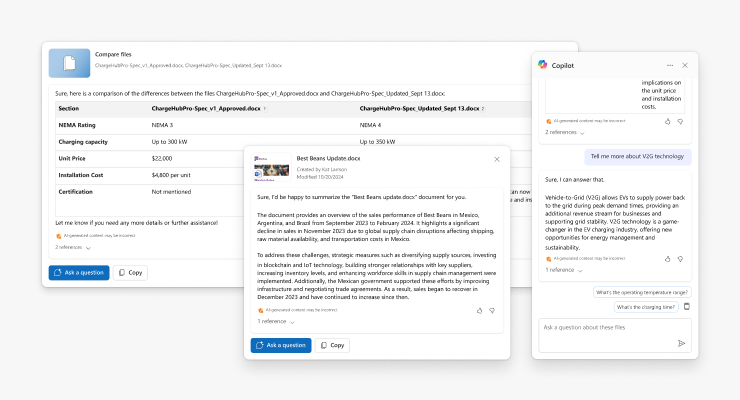 Compare files
ChargeHubPro-Spec_v1_Approved.docx, ChargeHubPro-Spec_Updated_Sept 13.docx
Sure, here is a comparison of the differences between the files ChargeHubPro-Spec_v1_Approved.docx and ChargeHubPro-Spec_Updated_Sept 13.docx:
Section ChargeHubPro-Spec_v1_Approved.docx 1 ChargeHubPro-Spec_Updated_Sept 13.docx 2
NEMA Rating NEMA 3 NEMA 4
Charging capacity Up to 300 kW Up to 350 kW
Unit Price $22,000
Installation Cost $4,800 per unit
Certification Not mentioned
can now
and ins
Let me know if you need any more details or further assistance!
AI-generated content may be incorrect
2 references
Ask a question
Copy
Best Beans Update.docx
Created by Kat Larsson
Modified 10/20/2024
Sure, I'd be happy to summarize the "Best Beans update.docx" document for you.
The document provides an overview of the sales performance of Best Beans in Mexico,
Argentina, and Brazil from September 2023 to February 2024. It highlights a significant
decline in sales in November 2023 due to global supply chain disruptions affecting shipping,
raw material availability, and transportation costs in Mexico.
To address these challenges, strategic measures such as diversifying supply sources, investing
in blockchain and IoT technology, building stronger relationships with key suppliers,
increasing inventory levels, and enhancing workforce skills in supply chain management were
implemented. Additionally, the Mexican government supported these efforts by improving
infrastructure and negotiating trade agreements. As a result, sales began to recover in
December 2023 and have continued to increase since then.
AI-generated content may be incorrect
1 reference
Ask a question
Copy
Copilot
implications on
the unit price
and installation
costs.
AI-generated content may be incorrect
2 references
Tell me more about V2G technology
Sure, I can answer that.
Vehicle-to-Grid (V2G) allows EVs to supply power back
to the grid during peak demand times, providing an
additional revenue stream for businesses and
supporting grid stability. V2G technology is a game-
changer in the EV charging industry, offering new
opportunities for energy management and
sustainability.
AI-generated content may be incorrect
1 reference
What's the operating temperature range?
What's the charging time?
Ask a question about these files